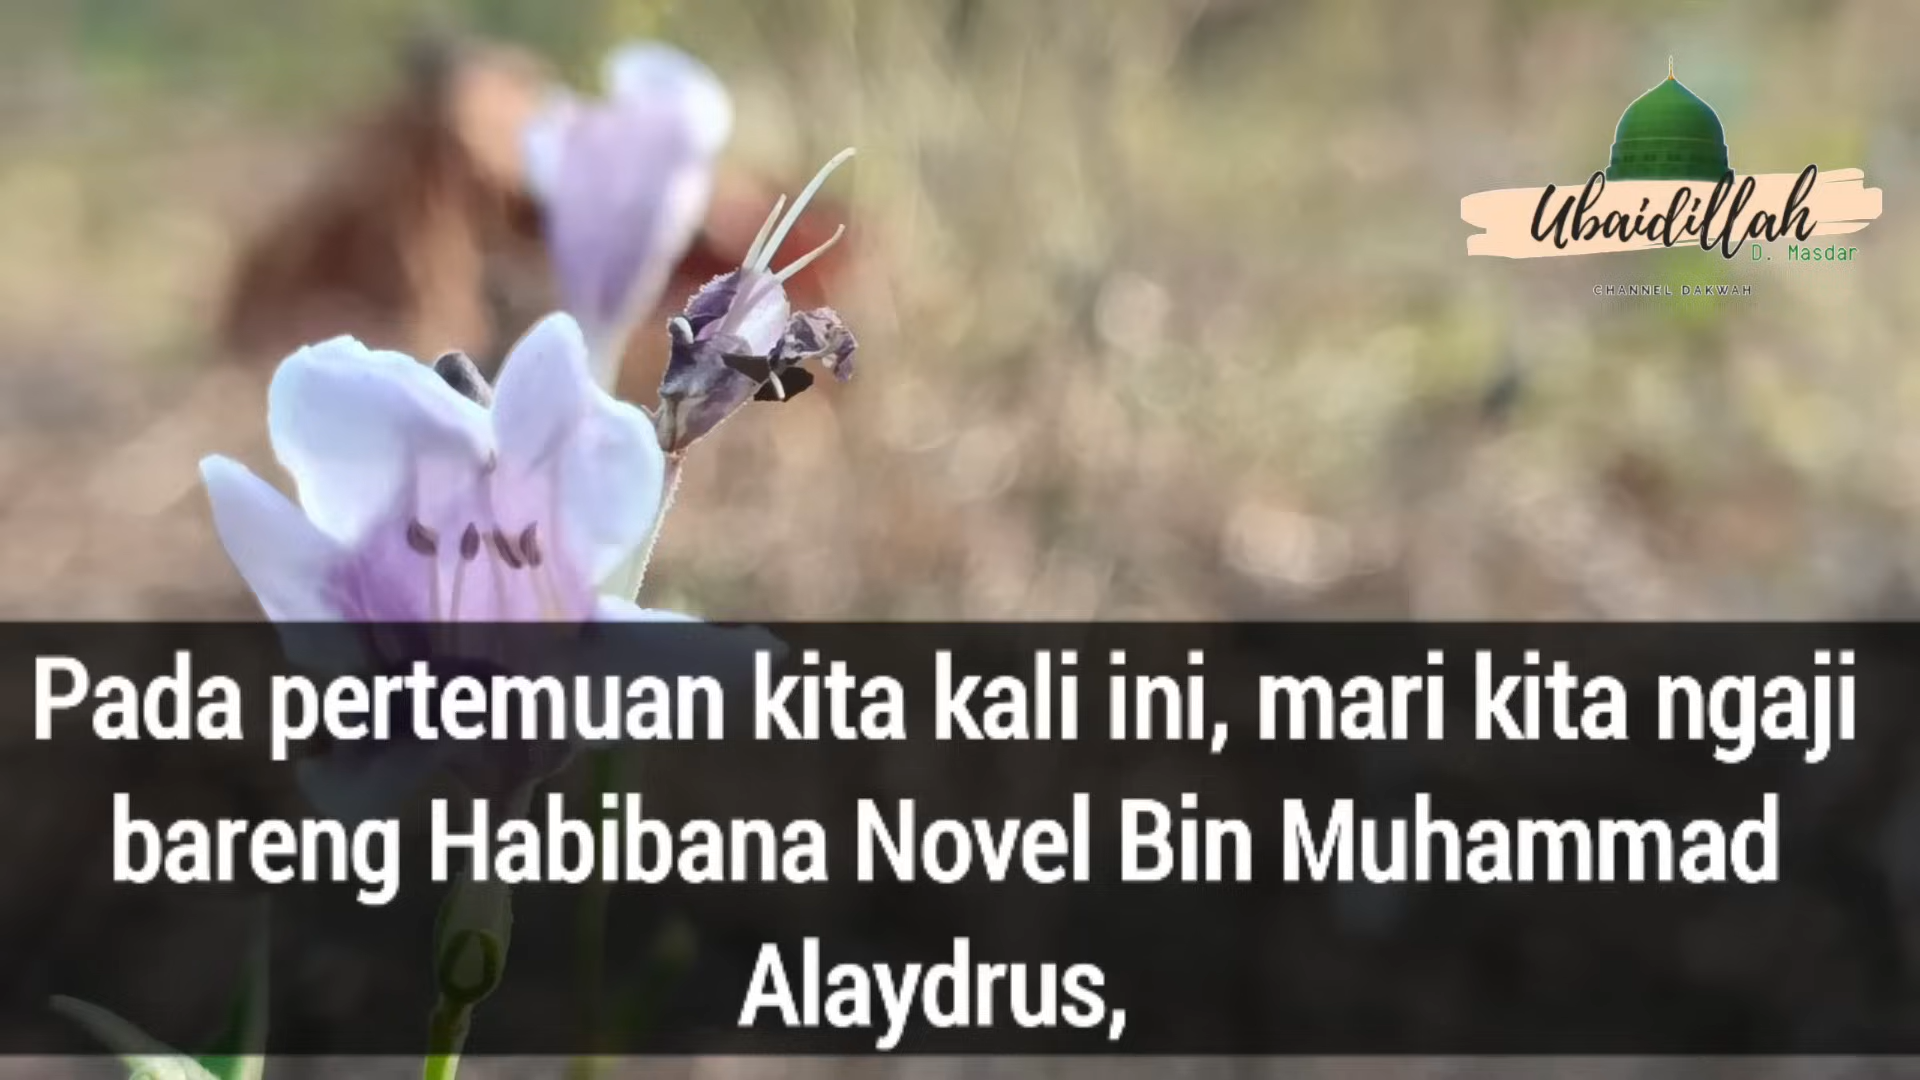 Ubaidillah
D. Masdar
CHANNEL DAKWAH
Pada pertemuan kita kali ini, mari kita ngaji
bareng Habibana Novel Bin Muhammad
Alaydrus,